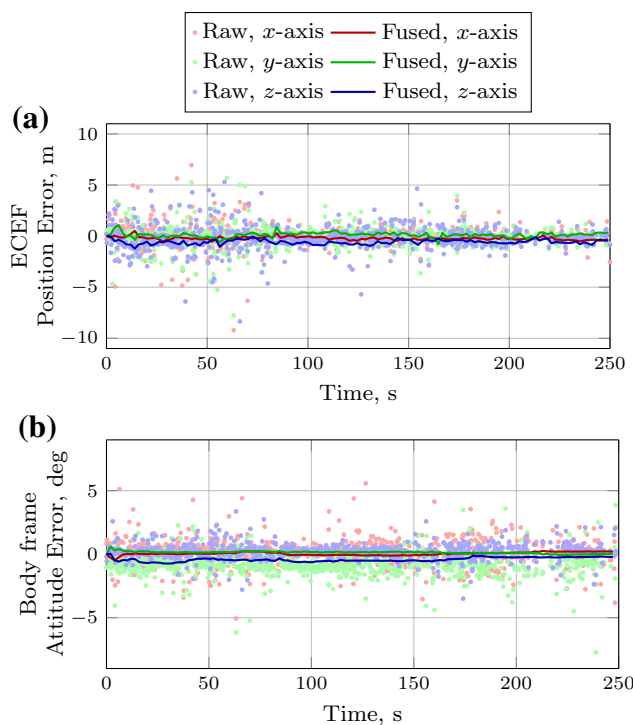 Raw, x-axis Fused, x-axis
Raw, y-axis Fused, y-axis
Raw, z-axis Fused, z-axis
(a)
10
5
0
−5
−10
ECEF
Position Error, m
0 50 100 150 200 250
Time, s
(b)
5
0
−5
Body frame
Attitude Error, deg
0 50 100 150 200 250
Time, s